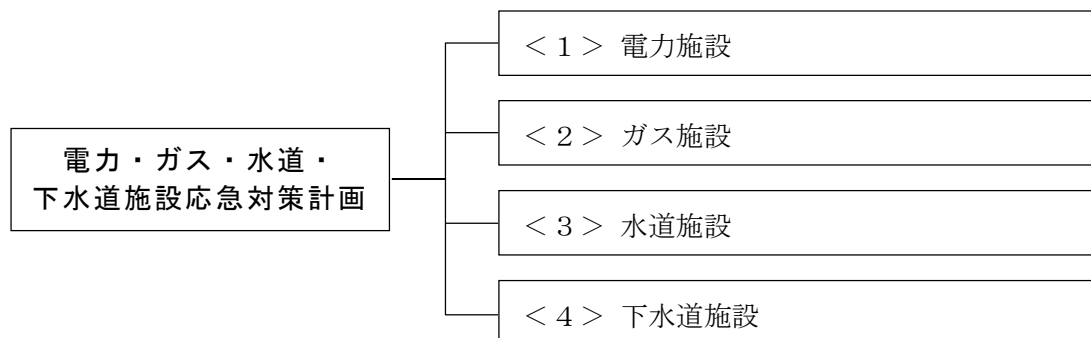 電力・ガス・水道・
下水道施設応急対策計画
＜１＞ 電力施設
＜２＞ ガス施設
＜３＞ 水道施設
＜４＞ 下水道施設